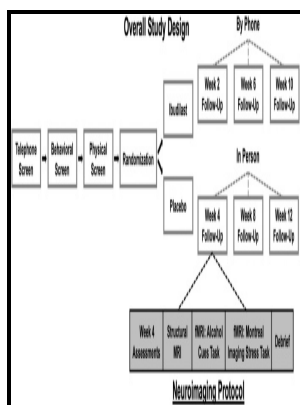 Overall Study Design
By Phone
Week 2
Follow-Up
Week 6
Follow-Up
Week 10
Follow-Up
Ibudilast
Telephone
Screen
Behavioral
Screen
Physical
Screen
Randomization
In Person
Placebo
Week 4
Follow-Up
Week 8
Follow-Up
Week 12
Follow-Up
Week 4
Assessments
Structural
MRI
fMRI: Alcohol
Cues Task
fMRI: Montreal
Imaging Stress Task
Debrief
Neuroimaging Protocol